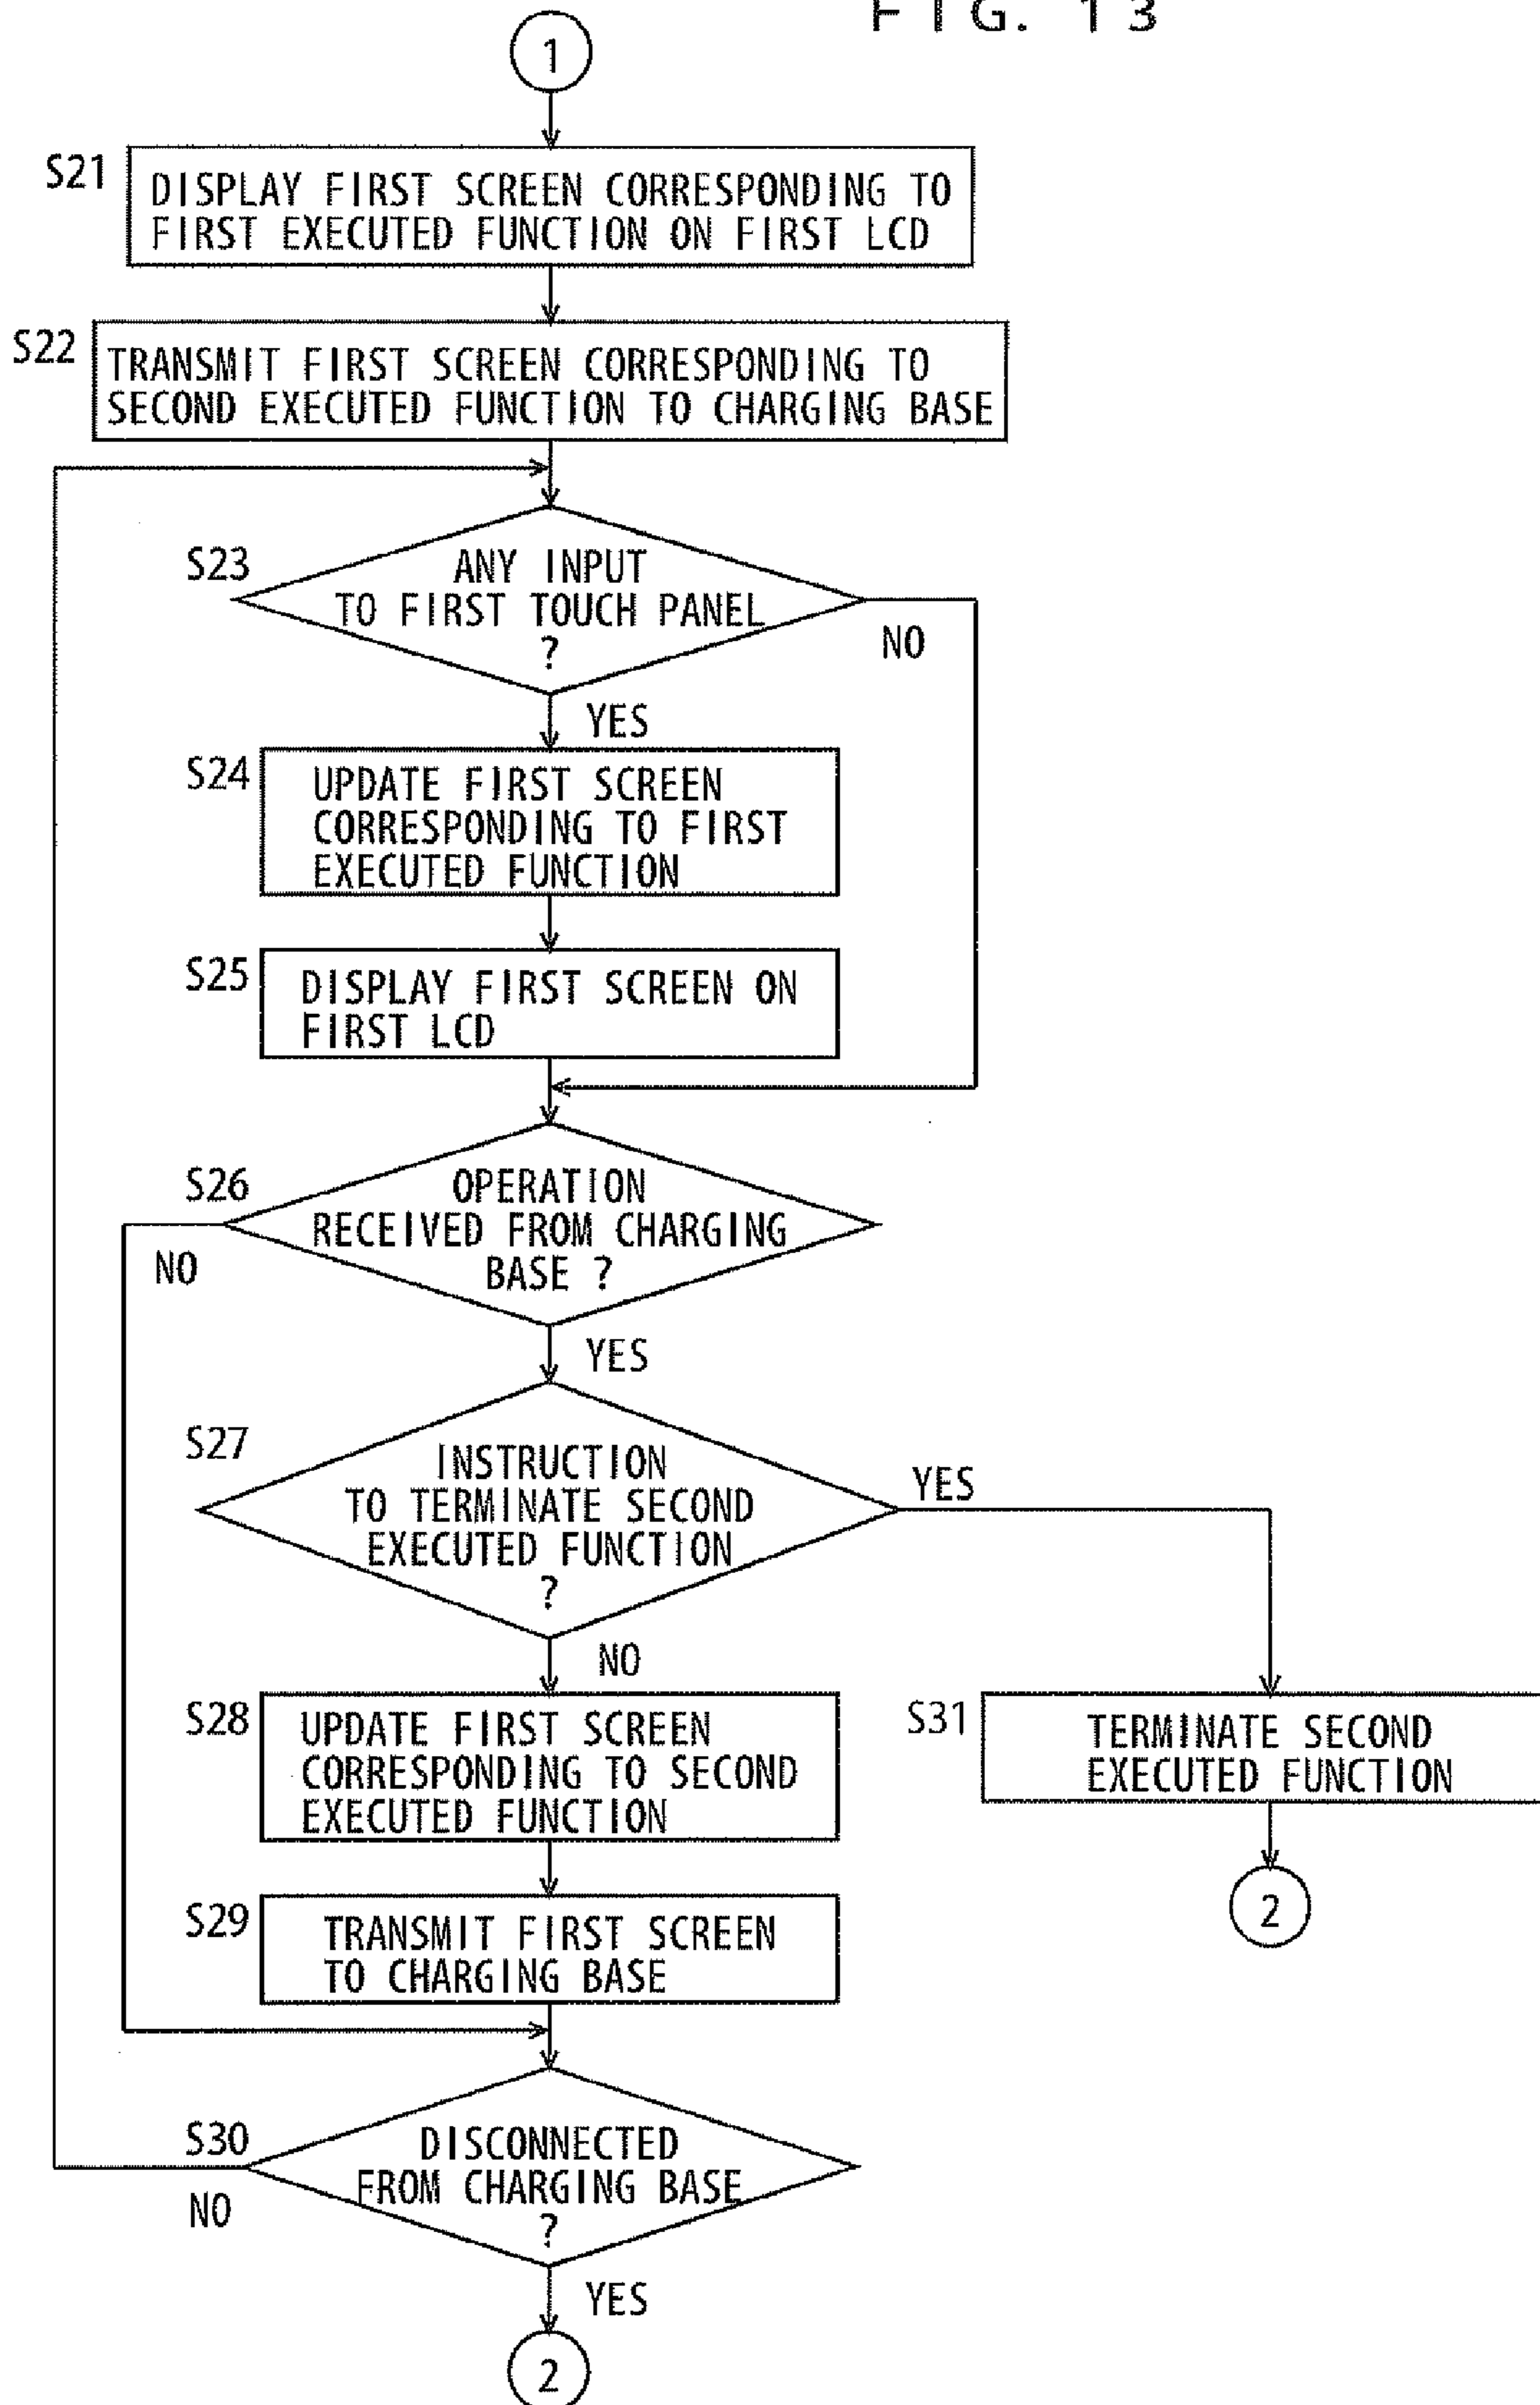 FIG. 13
1
S21
DISPLAY FIRST SCREEN CORRESPONDING TO
FIRST EXECUTED FUNCTION ON FIRST LCD
S22
TRANSMIT FIRST SCREEN CORRESPONDING TO
SECOND EXECUTED FUNCTION TO CHARGING BASE
S23
ANY INPUT
TO FIRST TOUCH PANEL
?
NO
YES
S24
UPDATE FIRST SCREEN
CORRESPONDING TO FIRST
EXECUTED FUNCTION
S25
DISPLAY FIRST SCREEN ON
FIRST LCD
S26
OPERATION
RECEIVED FROM CHARGING
BASE ?
NO
YES
S27
INSTRUCTION
TO TERMINATE SECOND
EXECUTED FUNCTION
?
YES
NO
S28
UPDATE FIRST SCREEN
CORRESPONDING TO SECOND
EXECUTED FUNCTION
S31
TERMINATE SECOND
EXECUTED FUNCTION
2
S29
TRANSMIT FIRST SCREEN
TO CHARGING BASE
S30
DISCONNECTED
FROM CHARGING BASE
?
NO
YES
2